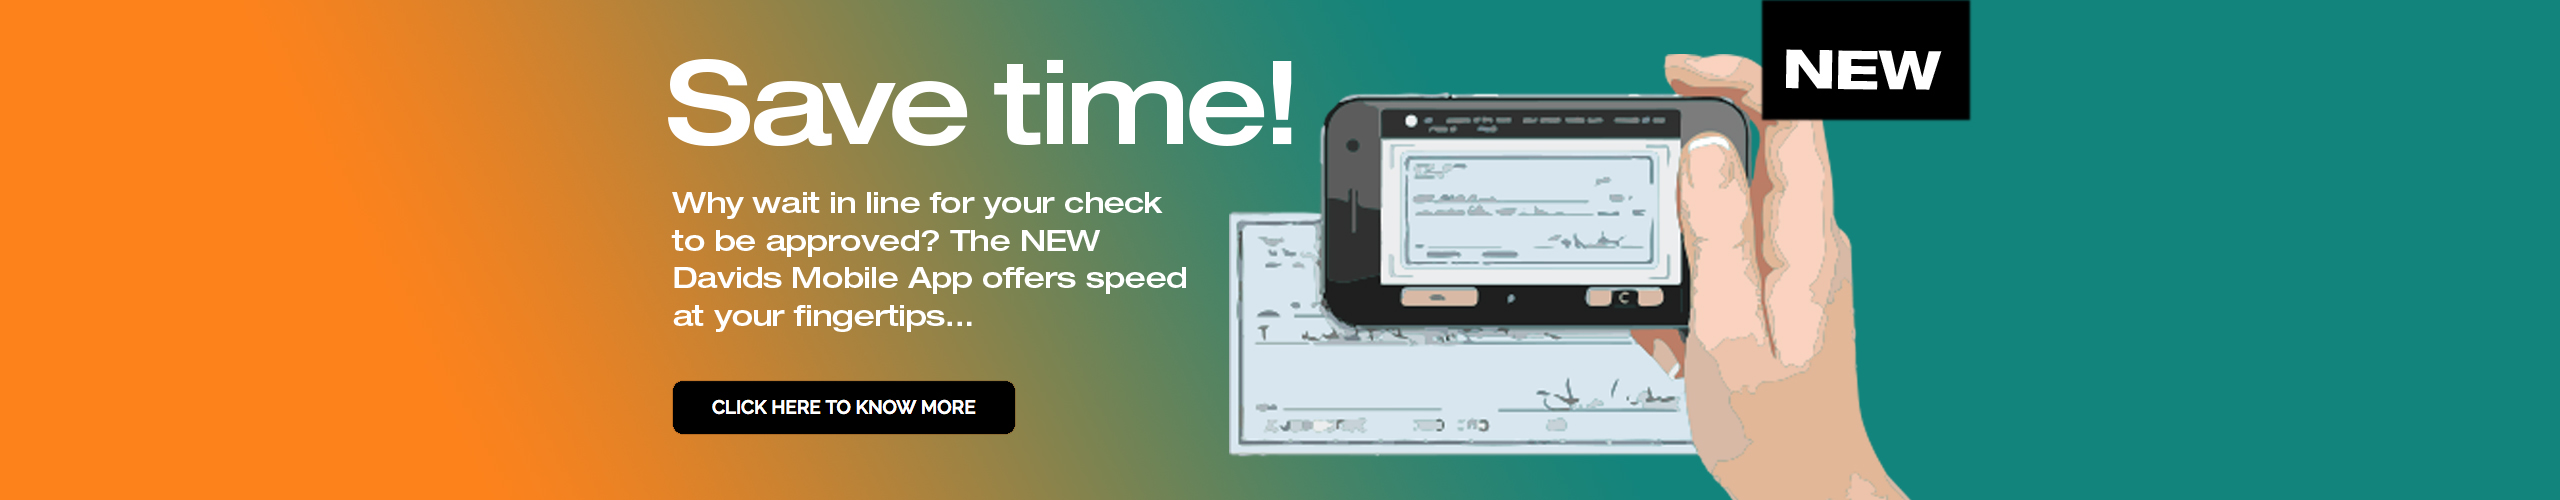 Save time!
NEW
Why wait in line for your check
to be approved? The NEW
Davids Mobile App offers speed
at your fingertips...
CLICK HERE TO KNOW MORE